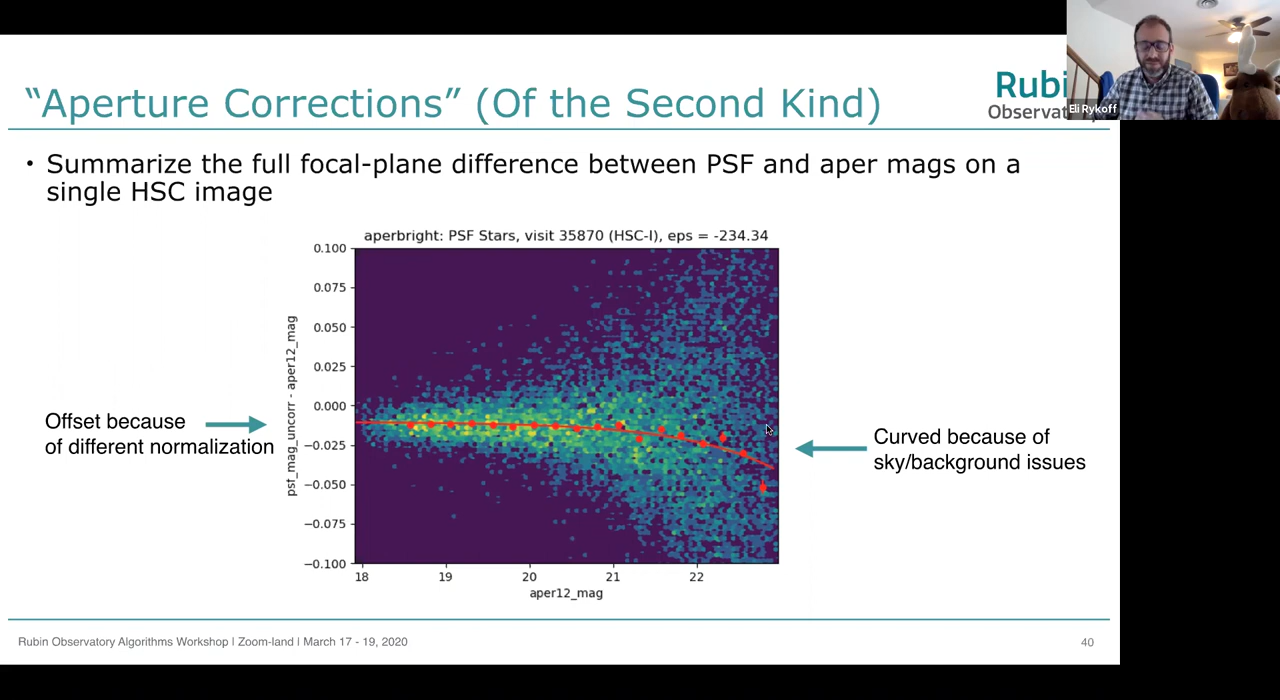 “Aperture Corrections” (Of the Second Kind)
Rubi
Observat
Eli Rykoff
• Summarize the full focal-plane difference between PSF and aper mags on a
single HSC image
aperbright: PSF Stars, visit 35870 (HSC-I), eps = -234.34
0.100
0.075
0.050
0.025
0.000
−0.025
−0.050
−0.075
−0.100
psf_mag_uncorr - aper12_mag
18 19 20 21 22
aper12_mag
Offset because
of different normalization
Curved because of
sky/background issues
Rubin Observatory Algorithms Workshop | Zoom-land | March 17 - 19, 2020
40